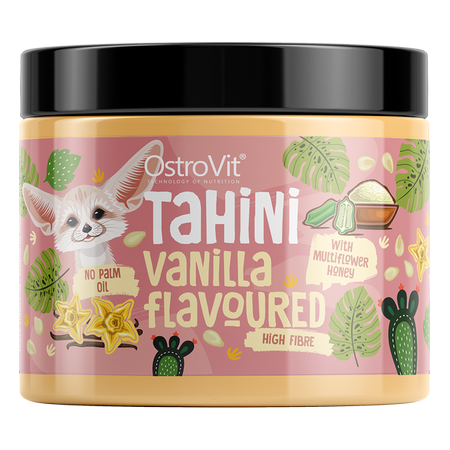 OstroVit®
TECHNOLOGY OF NUTRITION
TAHINI
VANILLA
FLAVOURED
HIGH FIBRE
NO PALM
OIL
WITH
MULTIFLOWER
HONEY